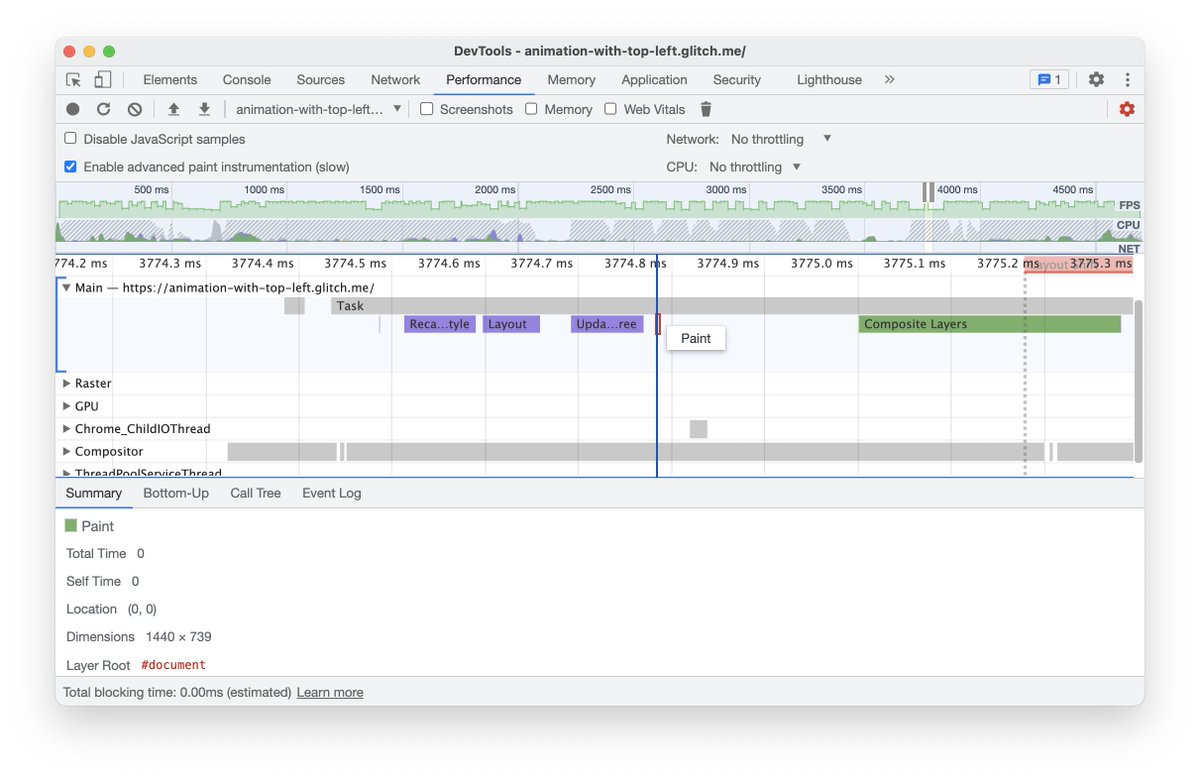 DevTools - animation-with-top-left.glitch.me/
Elements Console Sources Network Performance Memory Application Security Lighthouse » 1
animation-with-top-left… Screenshots Memory Web Vitals
Disable JavaScript samples Network: No throttling
Enable advanced paint instrumentation (slow) CPU: No throttling
500 ms 1000 ms 1500 ms 2000 ms 2500 ms 3000 ms 3500 ms 4000 ms 4500 ms
FPS
CPU
NET
774.2 ms 3774.3 ms 3774.4 ms 3774.5 ms 3774.6 ms 3774.7 ms 3774.8 ms 3774.9 ms 3775.0 ms 3775.1 ms 3775.2 ms 3775.3 ms
Main — https://animation-with-top-left.glitch.me/
Task
Reca…tyle Layout Upda…ree Composite Layers
Paint
Raster
GPU
Chrome_ChildIOThread
Compositor
ThreadPoolServiceThread
Summary Bottom-Up Call Tree Event Log
Paint
Total Time 0
Self Time 0
Location (0, 0)
Dimensions 1440 × 739
Layer Root #document
Total blocking time: 0.00ms (estimated) Learn more